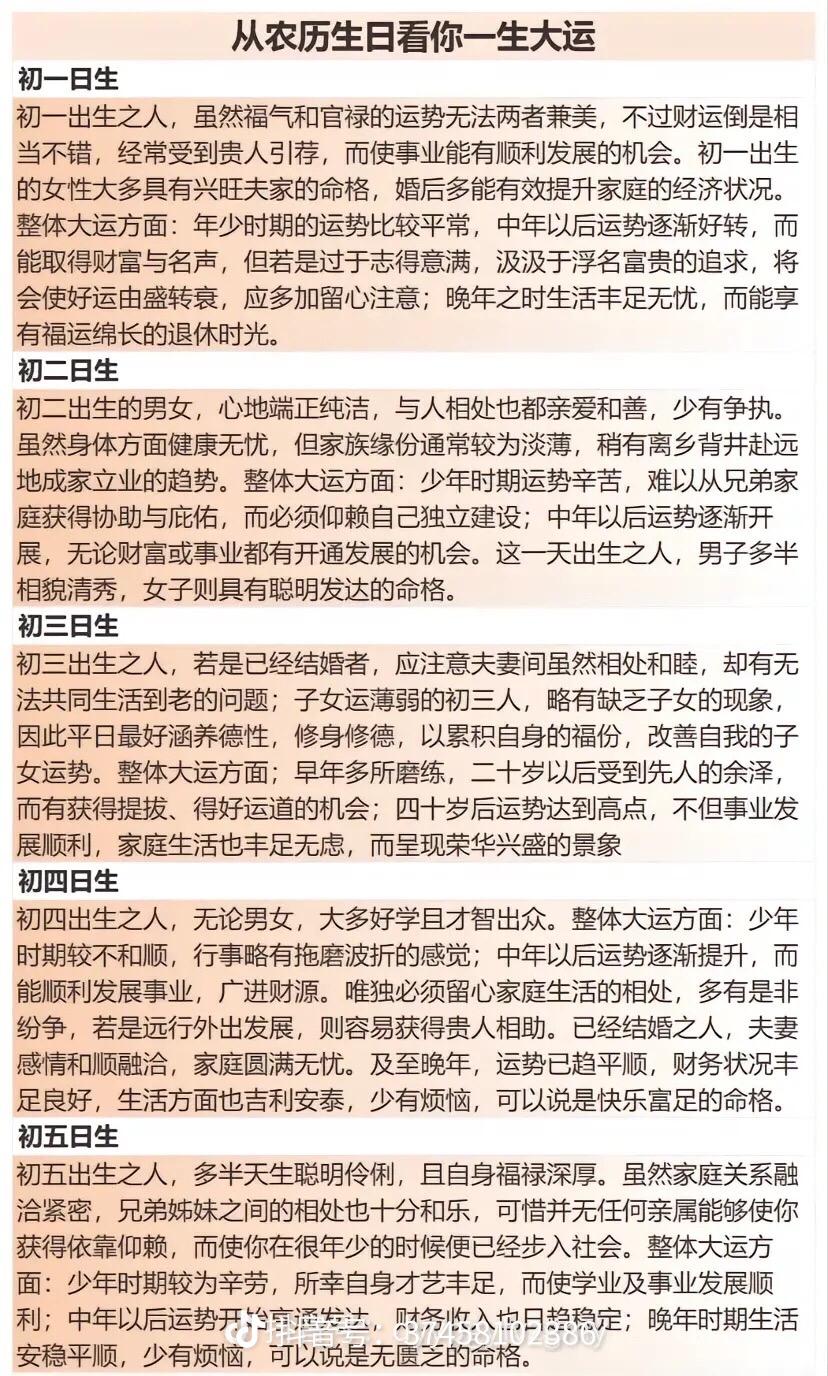 从农历生日看你一生大运
初一日生
初一出生之人，虽然福气和官禄的运势无法两者兼美，不过财运倒是相
当不错，经常受到贵人引荐，而使事业能有顺利发展的机会。初一出生
的女性大多具有兴旺夫家的命格，婚后多能有效提升家庭的经济状况。
整体大运方面：年少时期的运势比较平常，中年以后运势逐渐好转，而
能取得财富与名声，但若是过于志得意满，汲汲于浮名富贵的追求，将
会使好运由盛转衰，应多加留心注意；晚年之时生活丰足无忧，而能享
有福运绵长的退休时光。
初二日生
初二出生的男女，心地端正纯洁，与人相处也都亲爱和善，少有争执。
虽然身体方面健康无忧，但家族缘份通常较为淡薄，稍有离乡背井赴远
地成家立业的趋势。整体大运方面：少年时期运势辛苦，难以从兄弟家
庭获得协助与庇佑，而必须仰赖自己独立建设；中年以后运势逐渐开
展，无论财富或事业都有开通发展的机会。这一天出生之人，男子多半
相貌清秀，女子则具有聪明发达的命格。
初三日生
初三出生之人，若是已经结婚者，应注意夫妻间虽然相处和睦，却有无
法共同生活到老的问题；子女运薄弱的初三人，略有缺乏子女的现象，
因此平日最好涵养德性，修身修德，以累积自身的福份，改善自我的子
女运势。整体大运方面；早年多所磨练，二十岁以后受到先人的余泽，
而有获得提拔、得好运道的机会；四十岁后运势达到高点，不但事业发
展顺利，家庭生活也丰足无虑，而呈现荣华兴盛的景象
初四日生
初四出生之人，无论男女，大多好学且才智出众。整体大运方面：少年
时期较不和顺，行事略有拖磨波折的感觉；中年以后运势逐渐提升，而
能顺利发展事业，广进财源。唯独必须留心家庭生活的相处，多有是非
纷争，若是远行外出发展，则容易获得贵人相助。已经结婚之人，夫妻
感情和顺融洽，家庭圆满无忧。及至晚年，运势已趋平顺，财务状况丰
足良好，生活方面也吉利安泰，少有烦恼，可以说是快乐富足的命格。
初五日生
初五出生之人，多半天生聪明伶俐，且自身福禄深厚。虽然家庭关系融
洽紧密，兄弟姊妹之间的相处也十分和乐，可惜并无任何亲属能够使你
获得依靠仰赖，而使你在很年少的时候便已经步入社会。整体大运方
面：少年时期较为辛劳，所幸自身才艺丰足，而使学业及事业发展顺
利；中年以后运势开始亨通发达，财务收入也日趋稳定；晚年时期生活
安稳平顺，少有烦恼，可以说是无匮乏的命格。